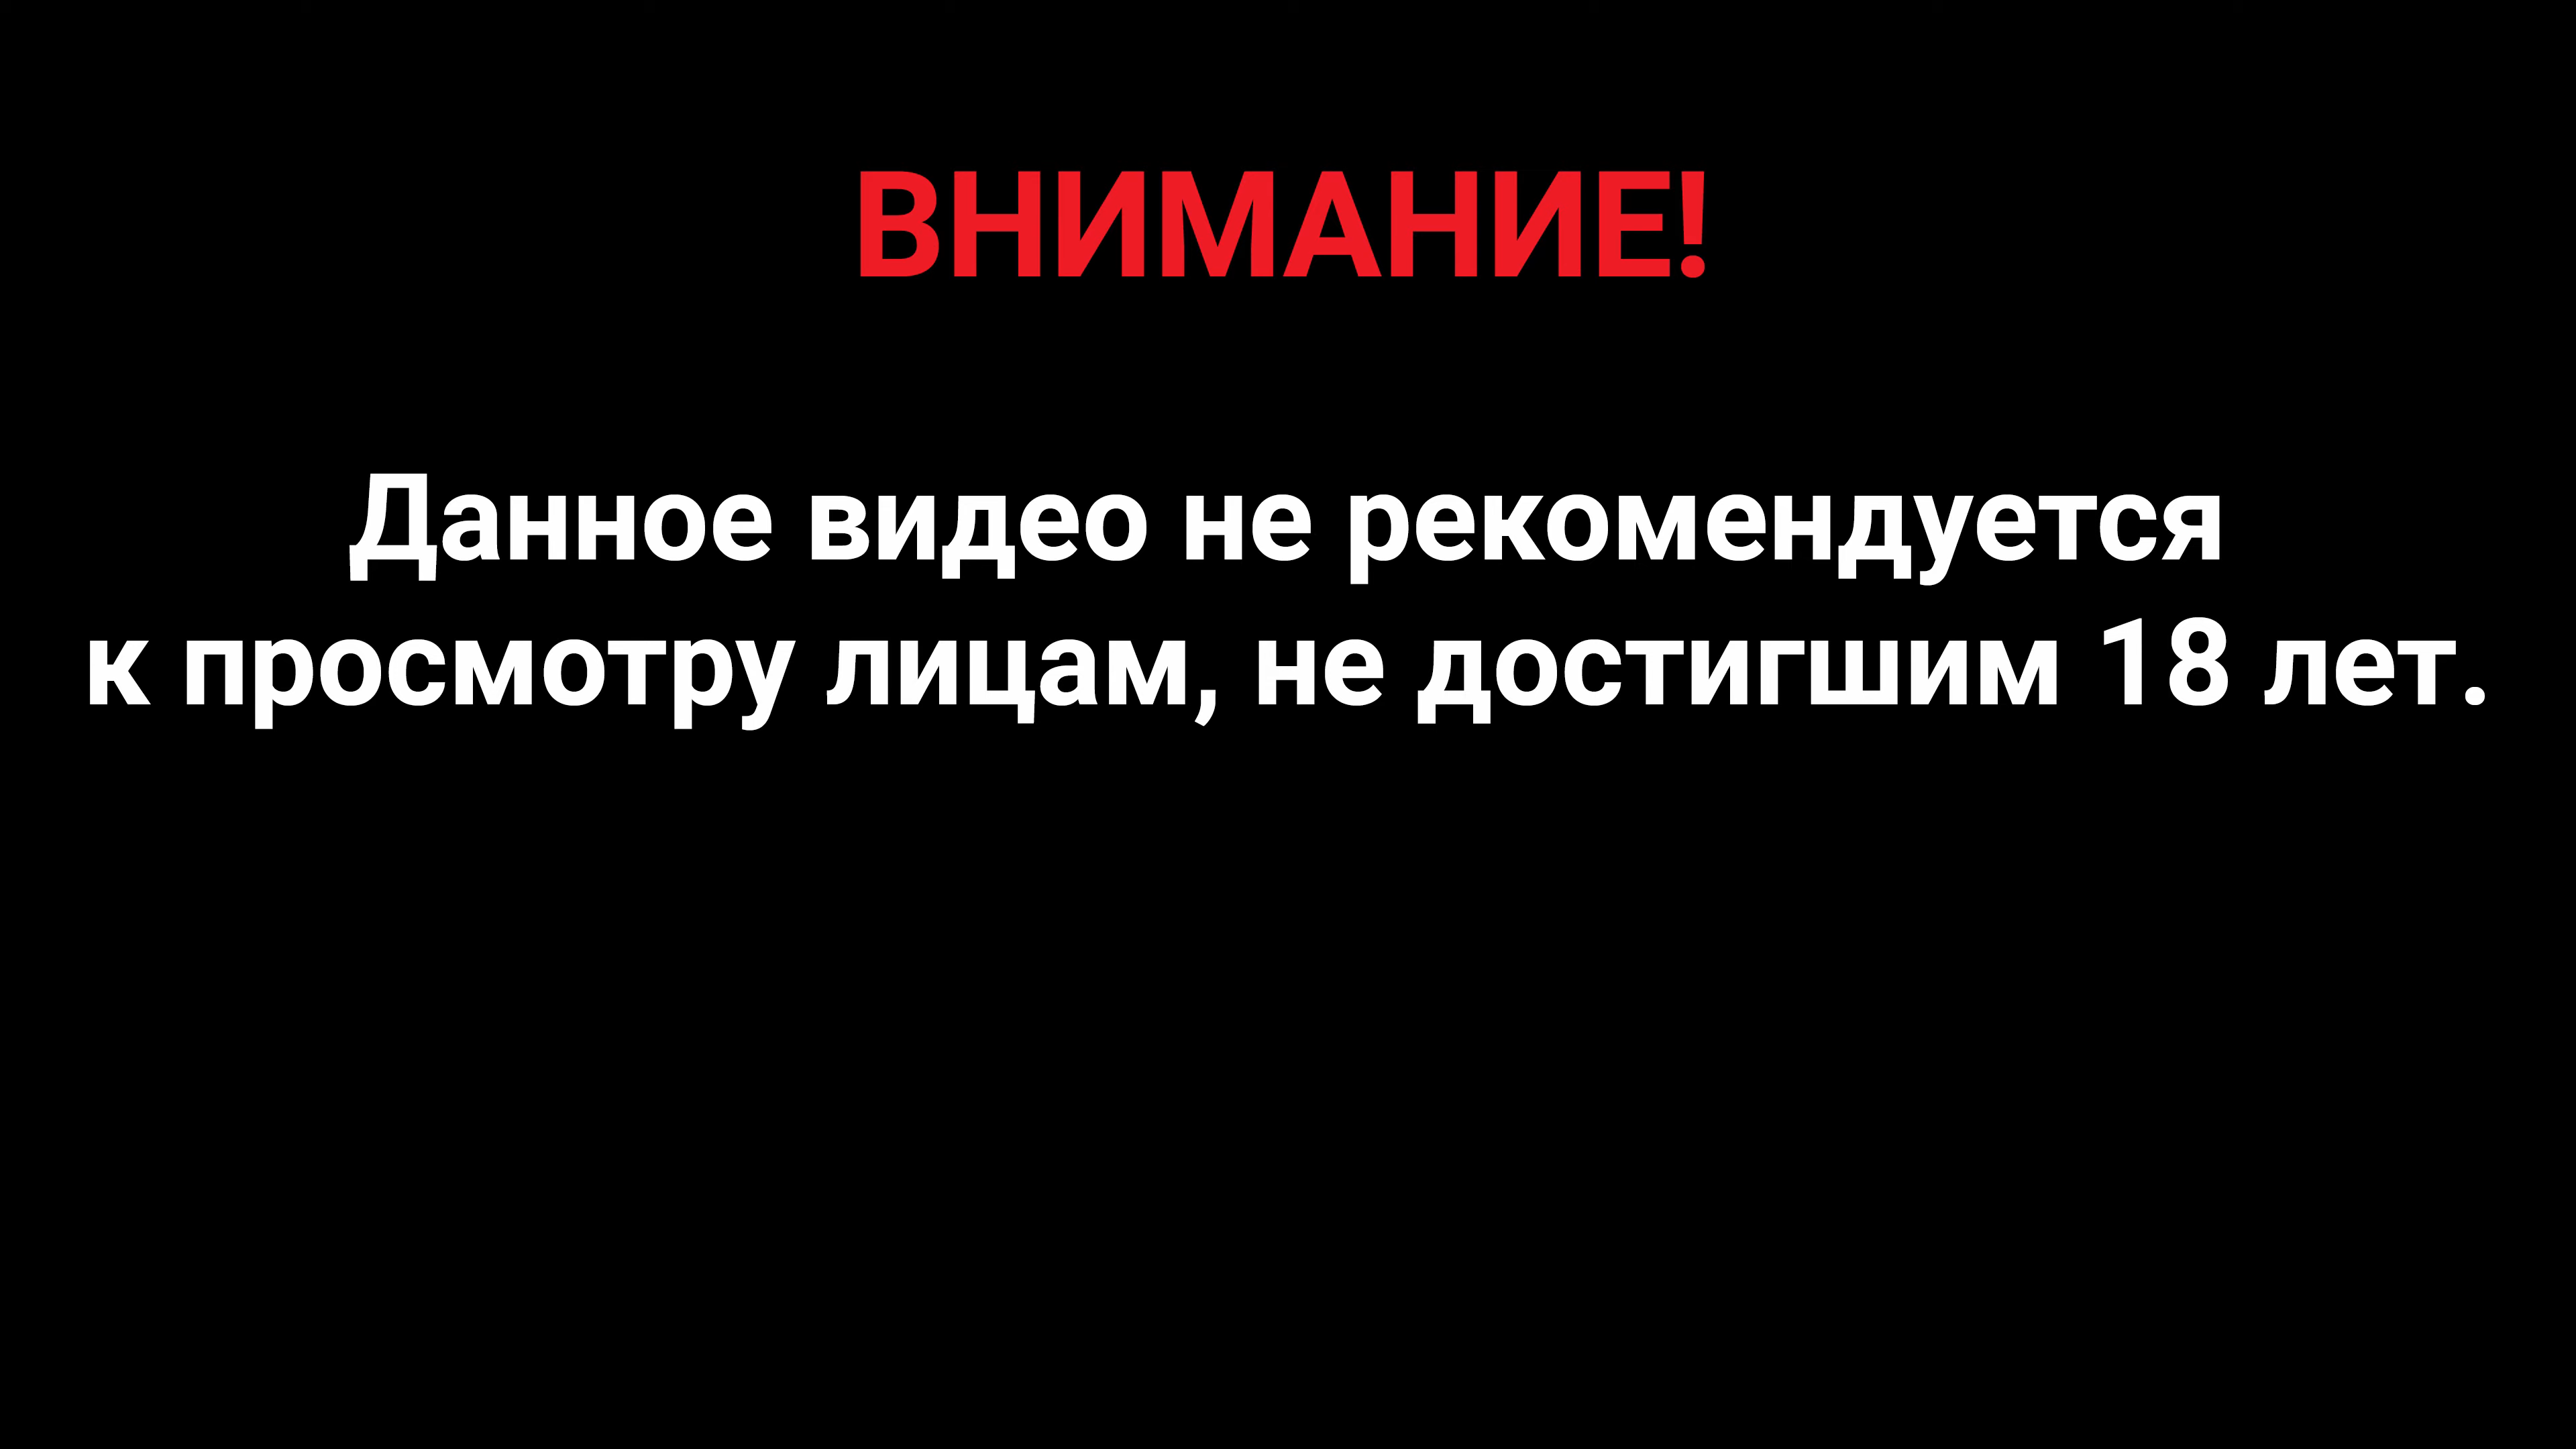 ВНИМАНИЕ!
Данное видео не рекомендуется
к просмотру лицам, не достигшим 18 лет.